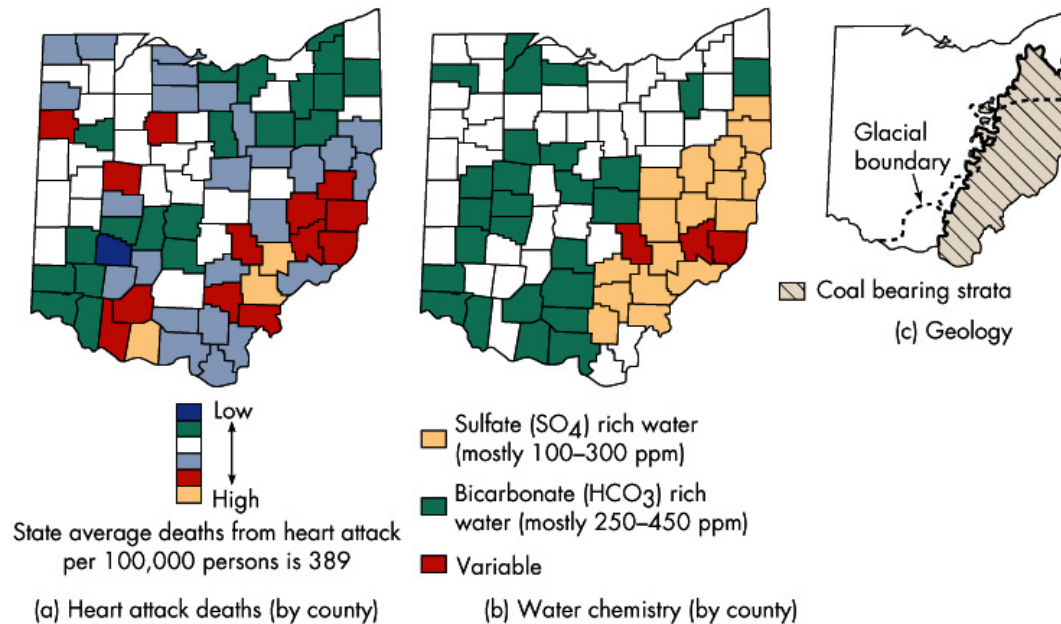 Glacial
boundary
Coal bearing strata
(c) Geology
Low
High
State average deaths from heart attack
per 100,000 persons is 389
(a) Heart attack deaths (by county)
Sulfate (SO₄) rich water
(mostly 100–300 ppm)
Bicarbonate (HCO₃) rich
water (mostly 250–450 ppm)
Variable
(b) Water chemistry (by county)